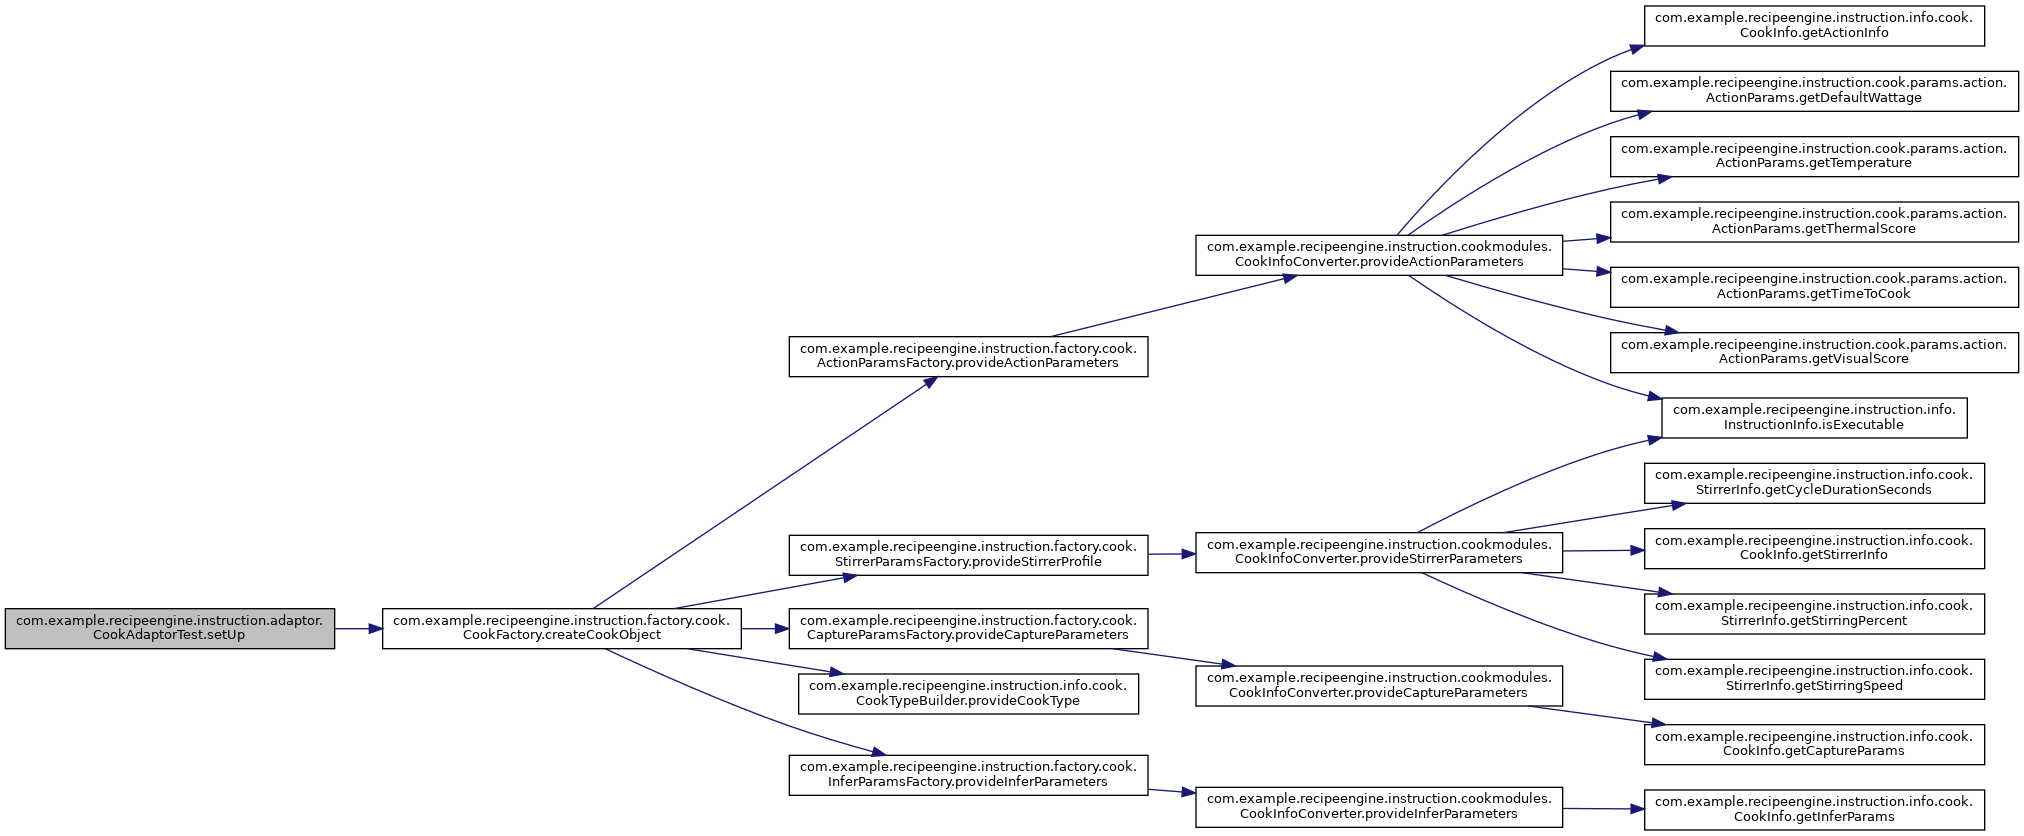 com.example.recipeengine.instruction.adaptor.
CookAdaptorTest.setUp
com.example.recipeengine.instruction.factory.cook.
CookFactory.createCookObject
com.example.recipeengine.instruction.factory.cook.
ActionParamsFactory.provideActionParameters
com.example.recipeengine.instruction.factory.cook.
StirrerParamsFactory.provideStirrerProfile
com.example.recipeengine.instruction.factory.cook.
CaptureParamsFactory.provideCaptureParameters
com.example.recipeengine.instruction.info.cook.
CookTypeBuilder.provideCookType
com.example.recipeengine.instruction.factory.cook.
InferParamsFactory.provideInferParameters
com.example.recipeengine.instruction.cookmodules.
CookInfoConverter.provideActionParameters
com.example.recipeengine.instruction.cookmodules.
CookInfoConverter.provideStirrerParameters
com.example.recipeengine.instruction.cookmodules.
CookInfoConverter.provideCaptureParameters
com.example.recipeengine.instruction.cookmodules.
CookInfoConverter.provideInferParameters
com.example.recipeengine.instruction.info.cook.
CookInfo.getActionInfo
com.example.recipeengine.instruction.cook.params.action.
ActionParams.getDefaultWattage
com.example.recipeengine.instruction.cook.params.action.
ActionParams.getTemperature
com.example.recipeengine.instruction.cook.params.action.
ActionParams.getThermalScore
com.example.recipeengine.instruction.cook.params.action.
ActionParams.getTimeToCook
com.example.recipeengine.instruction.cook.params.action.
ActionParams.getVisualScore
com.example.recipeengine.instruction.info.
InstructionInfo.isExecutable
com.example.recipeengine.instruction.info.cook.
StirrerInfo.getCycleDurationSeconds
com.example.recipeengine.instruction.info.cook.
CookInfo.getStirrerInfo
com.example.recipeengine.instruction.info.cook.
StirrerInfo.getStirringPercent
com.example.recipeengine.instruction.info.cook.
StirrerInfo.getStirringSpeed
com.example.recipeengine.instruction.info.cook.
CookInfo.getCaptureParams
com.example.recipeengine.instruction.info.cook.
CookInfo.getInferParams